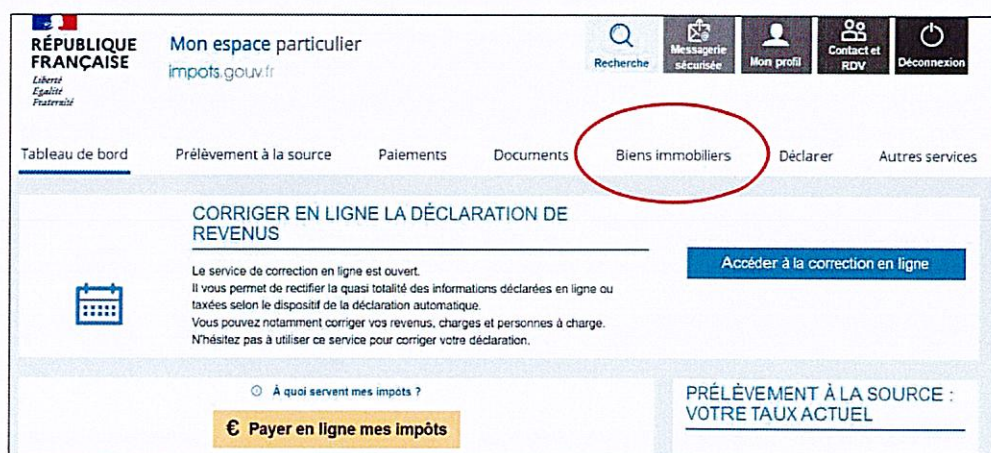 RÉPUBLIQUE
FRANÇAISE
Liberté
Égalité
Fraternité
Mon espace particulier
impots.gouv.fr
Recherche
Messagerie
sécurisée
Mon profil
Contact et
RDV
Déconnexion
Tableau de bord
Prélèvement à la source
Paiements
Documents
Biens immobiliers
Déclarer
Autres services
CORRIGER EN LIGNE LA DÉCLARATION DE
REVENUS
Le service de correction en ligne est ouvert.
Il vous permet de rectifier la quasi totalité des informations déclarées en ligne ou
taxées selon le dispositif de la déclaration automatique.
Vous pouvez notamment corriger vos revenus, charges et personnes à charge.
N'hésitez pas à utiliser ce service pour corriger votre déclaration.
Accéder à la correction en ligne
À quoi servent mes impôts ?
€ Payer en ligne mes impôts
PRÉLÈVEMENT À LA SOURCE :
VOTRE TAUX ACTUEL